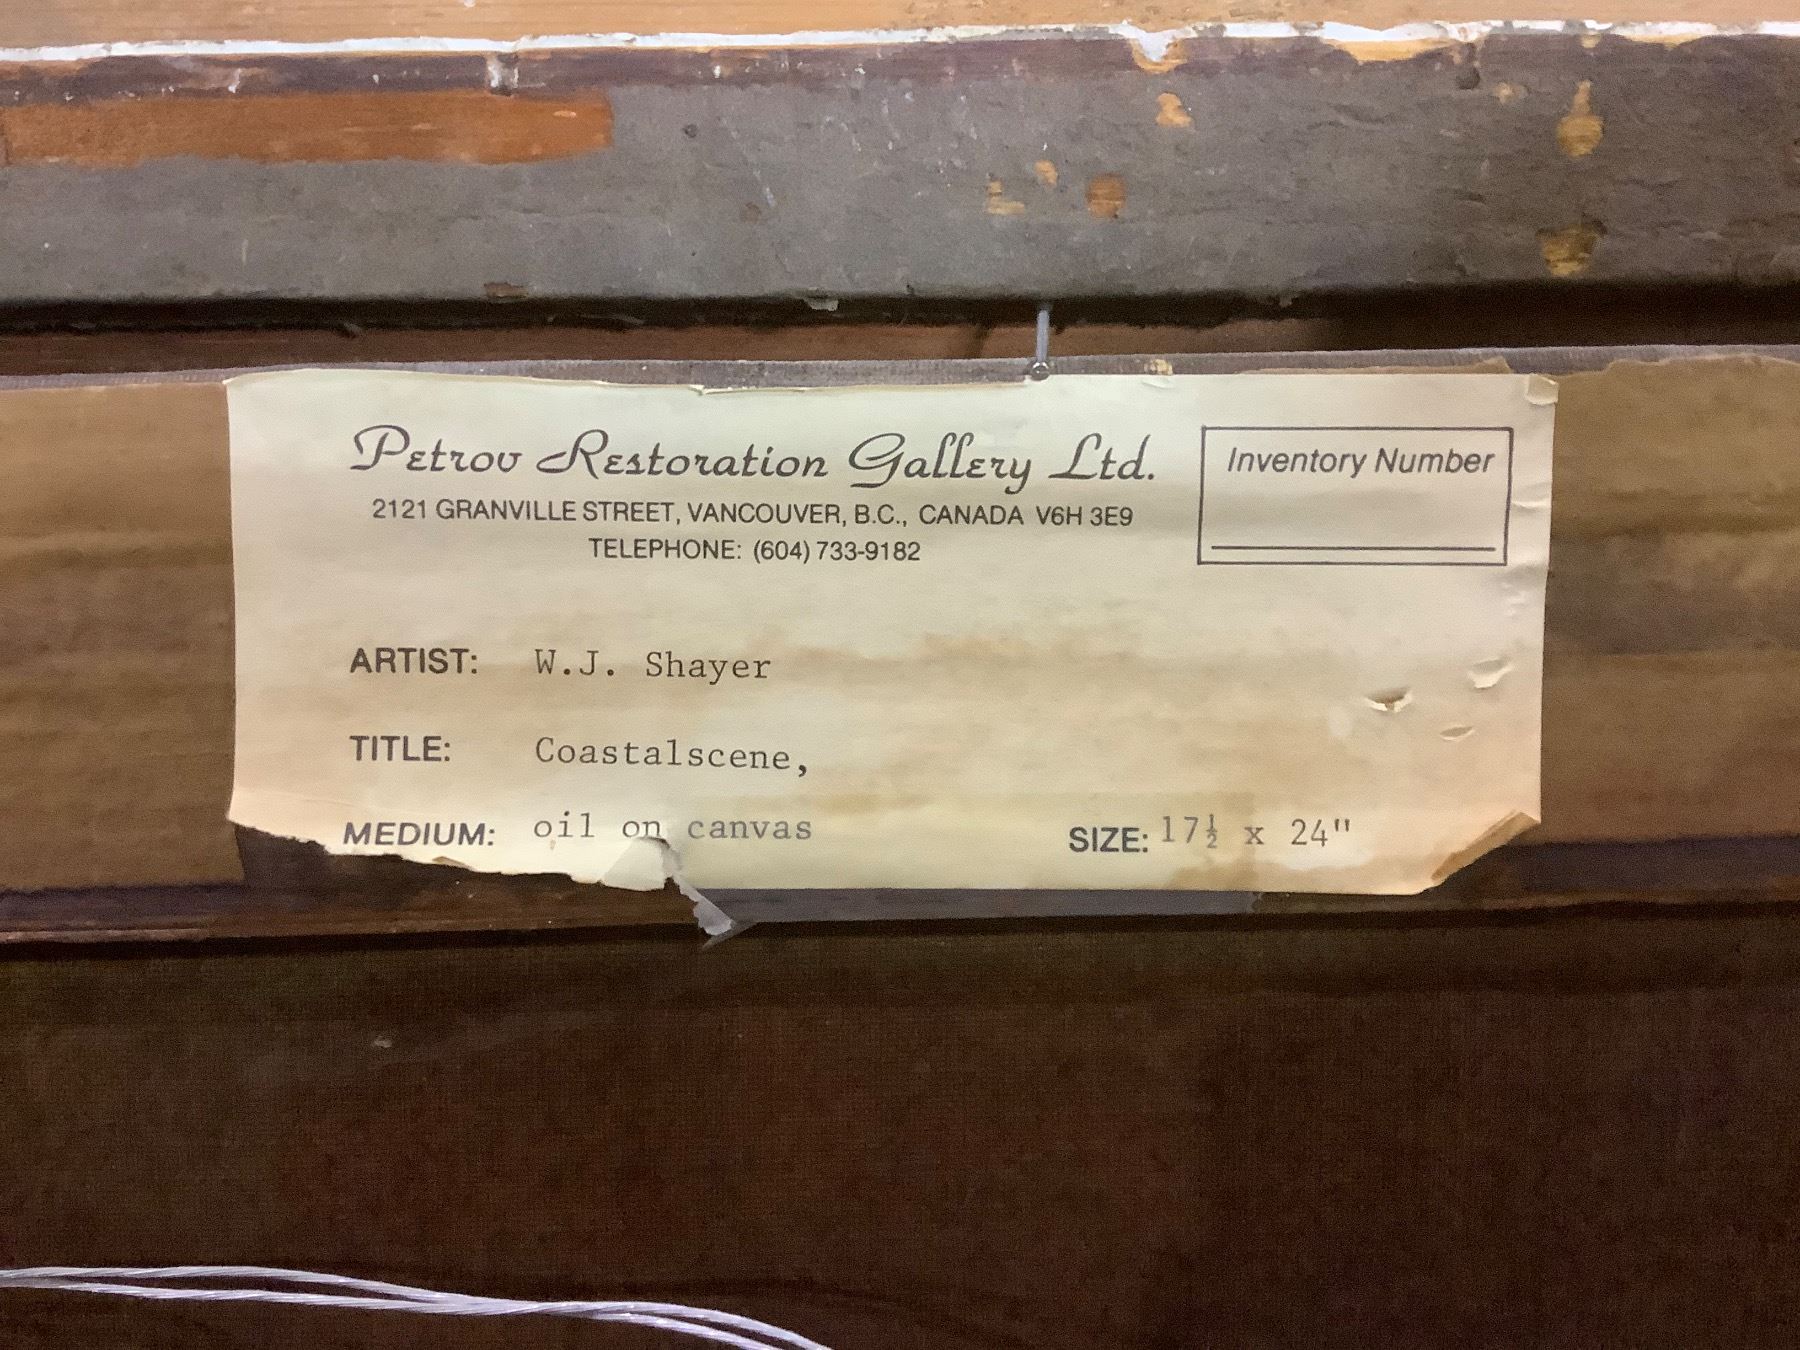 Petrov Restoration Gallery Ltd.
2121 GRANVILLE STREET, VANCOUVER, B.C., CANADA V6H 3E9
TELEPHONE: (604) 733-9182
Inventory Number
ARTIST: W.J. Shayer
TITLE: Coastalscene,
MEDIUM: oil on canvas
SIZE: 17½ x 24"